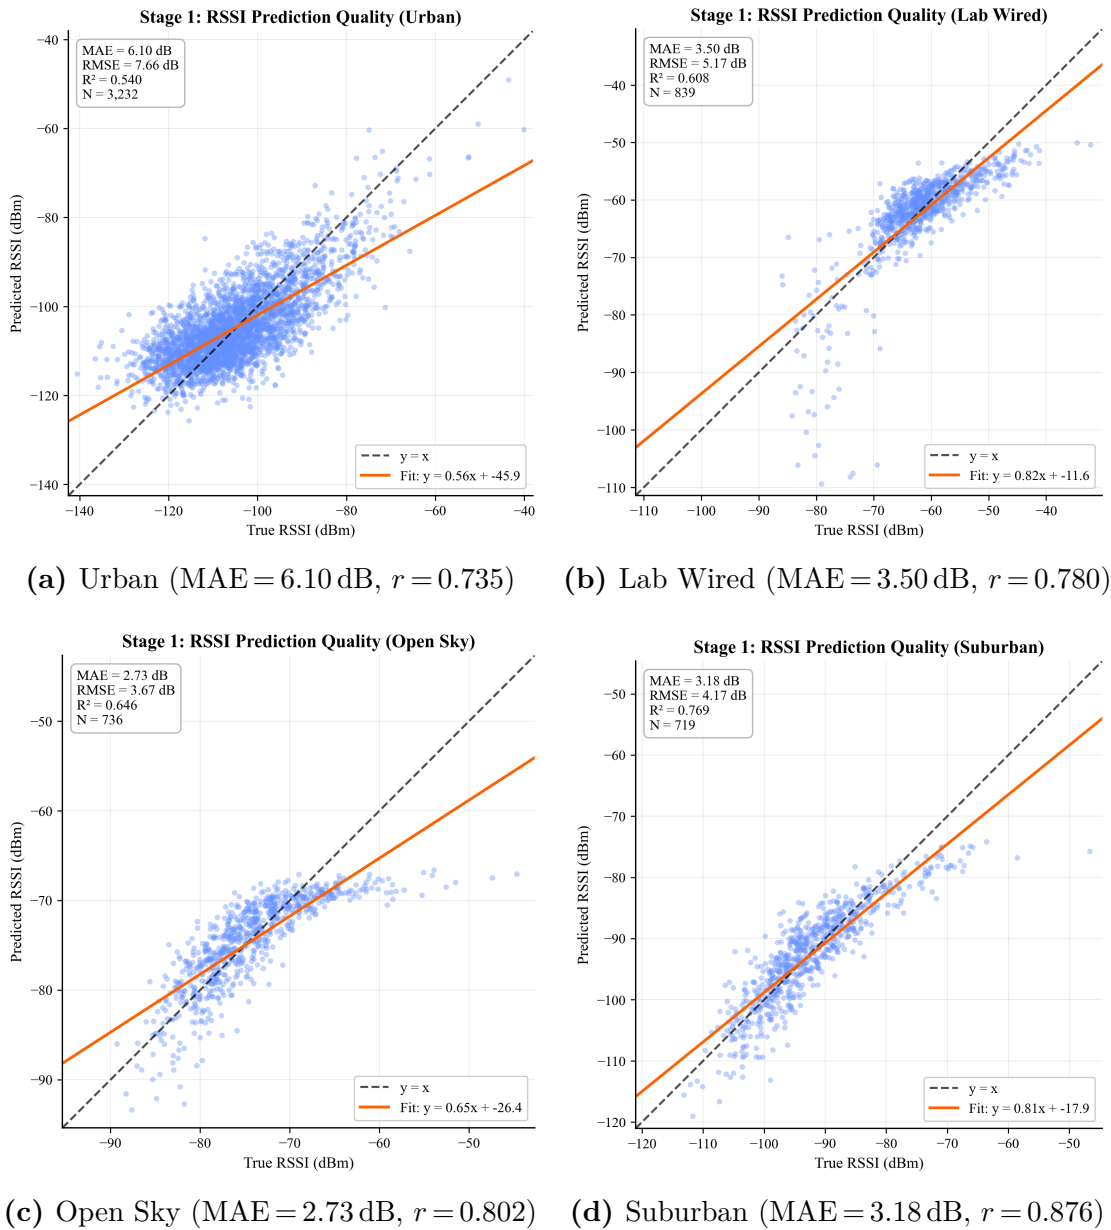 Stage 1: RSSI Prediction Quality (Urban)
MAE = 6.10 dB
RMSE = 7.66 dB
R² = 0.540
N = 3,232
−40
−60
−80
−100
−120
−140
Predicted RSSI (dBm)
y = x
Fit: y = 0.56x + -45.9
−140
−120
−100
−80
−60
−40
True RSSI (dBm)
(a) Urban (MAE = 6.10 dB, r = 0.735)
Stage 1: RSSI Prediction Quality (Lab Wired)
MAE = 3.50 dB
RMSE = 5.17 dB
R² = 0.608
N = 839
−40
−50
−60
−70
−80
−90
−100
−110
Predicted RSSI (dBm)
y = x
Fit: y = 0.82x + -11.6
−110
−100
−90
−80
−70
−60
−50
−40
True RSSI (dBm)
(b) Lab Wired (MAE = 3.50 dB, r = 0.780)
Stage 1: RSSI Prediction Quality (Open Sky)
MAE = 2.73 dB
RMSE = 3.67 dB
R² = 0.646
N = 736
−50
−60
−70
−80
−90
Predicted RSSI (dBm)
y = x
Fit: y = 0.65x + -26.4
−90
−80
−70
−60
−50
True RSSI (dBm)
(c) Open Sky (MAE = 2.73 dB, r = 0.802)
Stage 1: RSSI Prediction Quality (Suburban)
MAE = 3.18 dB
RMSE = 4.17 dB
R² = 0.769
N = 719
−50
−60
−70
−80
−90
−100
−110
−120
Predicted RSSI (dBm)
y = x
Fit: y = 0.81x + -17.9
−120
−110
−100
−90
−80
−70
−60
−50
True RSSI (dBm)
(d) Suburban (MAE = 3.18 dB, r = 0.876)